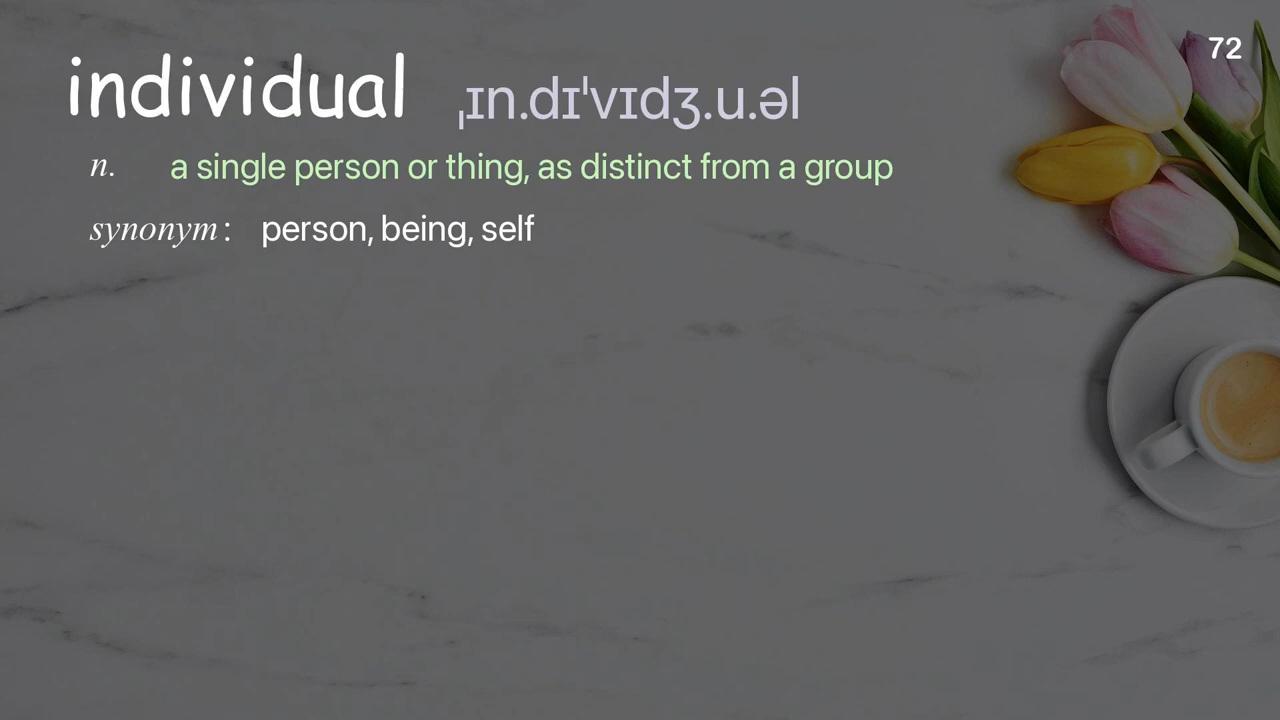 72
individual ˌɪn.dɪˈvɪdʒ.u.əl
n. a single person or thing, as distinct from a group
synonym: person, being, self